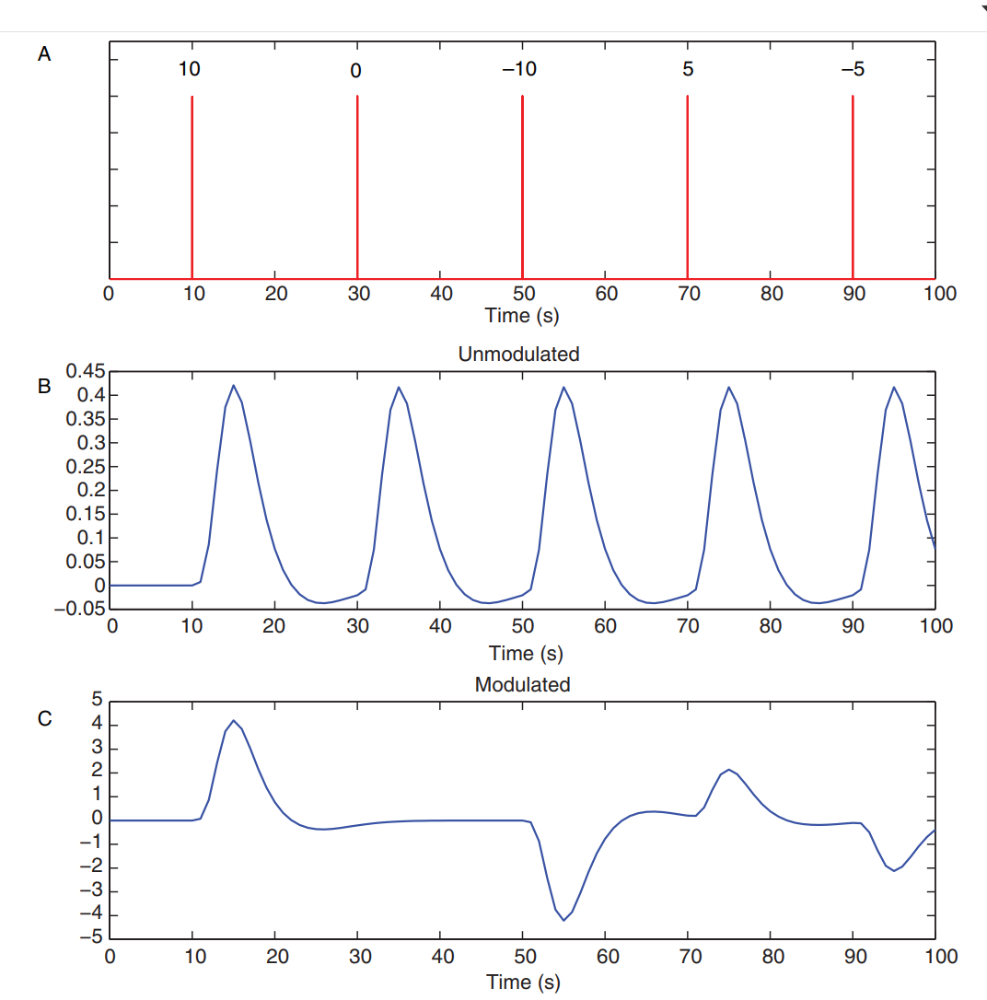 A
10 0 −10 5 −5
0 10 20 30 40 50 60 70 80 90 100
Time (s)
Unmodulated
B
0.45
0.4
0.35
0.3
0.25
0.2
0.15
0.1
0.05
0
−0.05
0 10 20 30 40 50 60 70 80 90 100
Time (s)
Modulated
C
5
4
3
2
1
0
−1
−2
−3
−4
−5
0 10 20 30 40 50 60 70 80 90 100
Time (s)